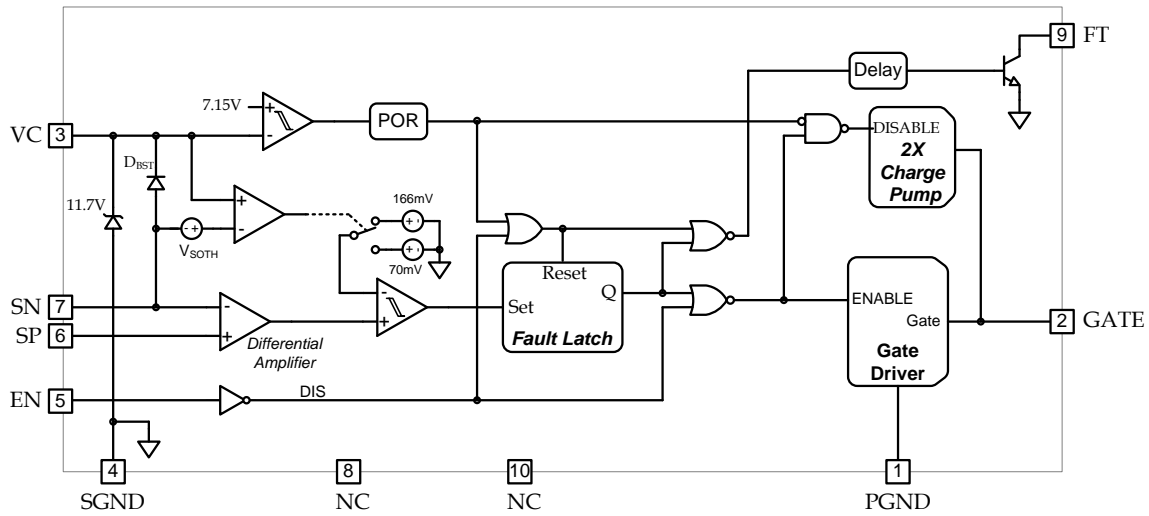 9 FT
Delay
7.15V
POR
VC 3
DISABLE
2X
Charge
Pump
D_BST
11.7V
166mV
V_SOTH
70mV
Reset
SN 7
Set
Q
ENABLE
SP 6
Gate
2 GATE
Differential
Amplifier
Fault Latch
Gate
Driver
EN 5
DIS
4
8
10
1
SGND
NC
NC
PGND
+
-
+
-
- +
+ -
+ -
-
+
-
+